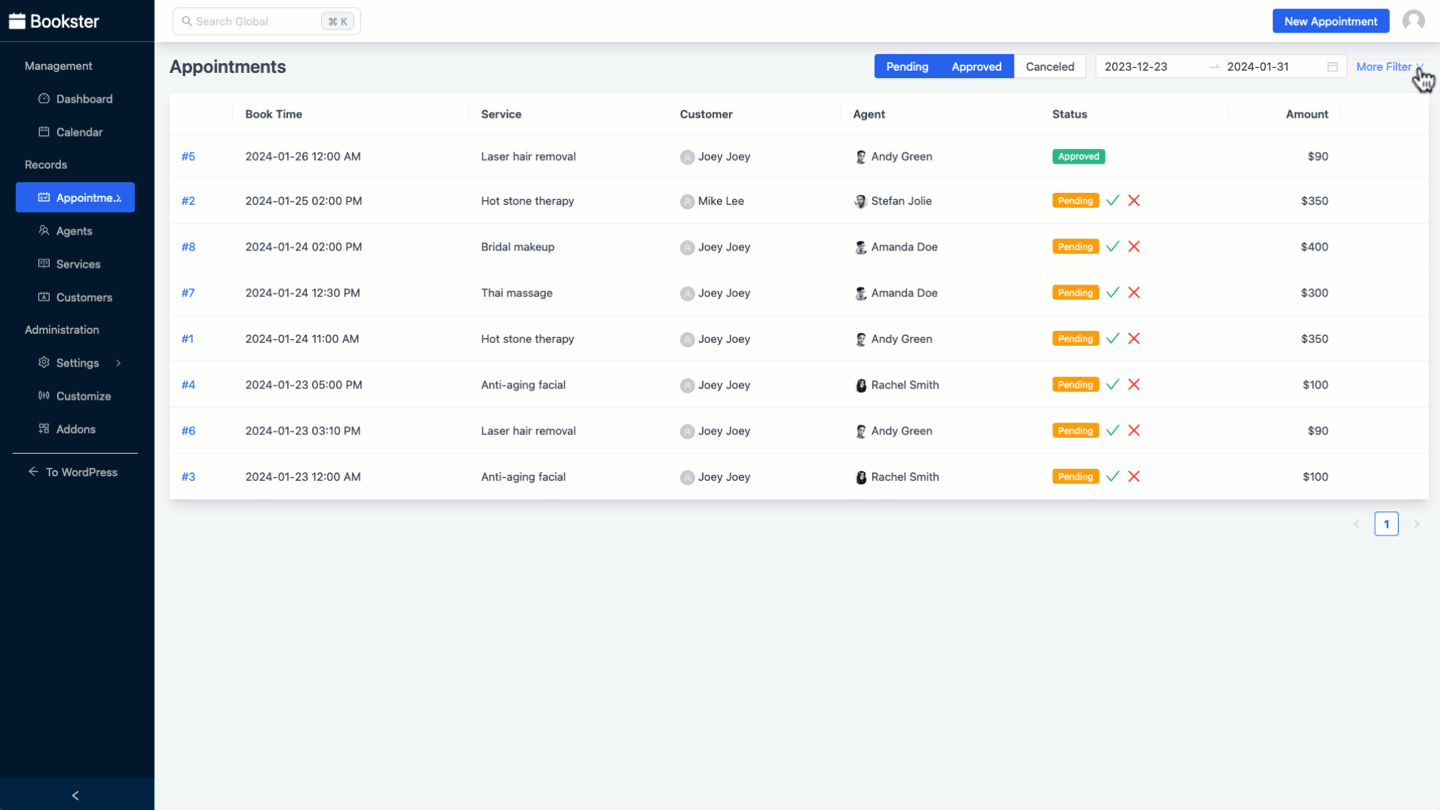 Bookster
Search Global ⌘ K
New Appointment
Management
Dashboard
Calendar
Records
Appointme...
Agents
Services
Customers
Administration
Settings
Customize
Addons
To WordPress
Appointments
Pending Approved Canceled 2023-12-23 → 2024-01-31 More Filter
Book Time Service Customer Agent Status Amount
#5 2024-01-26 12:00 AM Laser hair removal Joey Joey Andy Green Approved $90
#2 2024-01-25 02:00 PM Hot stone therapy Mike Lee Stefan Jolie Pending $350
#8 2024-01-24 02:00 PM Bridal makeup Joey Joey Amanda Doe Pending $400
#7 2024-01-24 12:30 PM Thai massage Joey Joey Amanda Doe Pending $300
#1 2024-01-24 11:00 AM Hot stone therapy Joey Joey Andy Green Pending $350
#4 2024-01-23 05:00 PM Anti-aging facial Joey Joey Rachel Smith Pending $100
#6 2024-01-23 03:10 PM Laser hair removal Joey Joey Andy Green Pending $90
#3 2024-01-23 12:00 AM Anti-aging facial Joey Joey Rachel Smith Pending $100
1